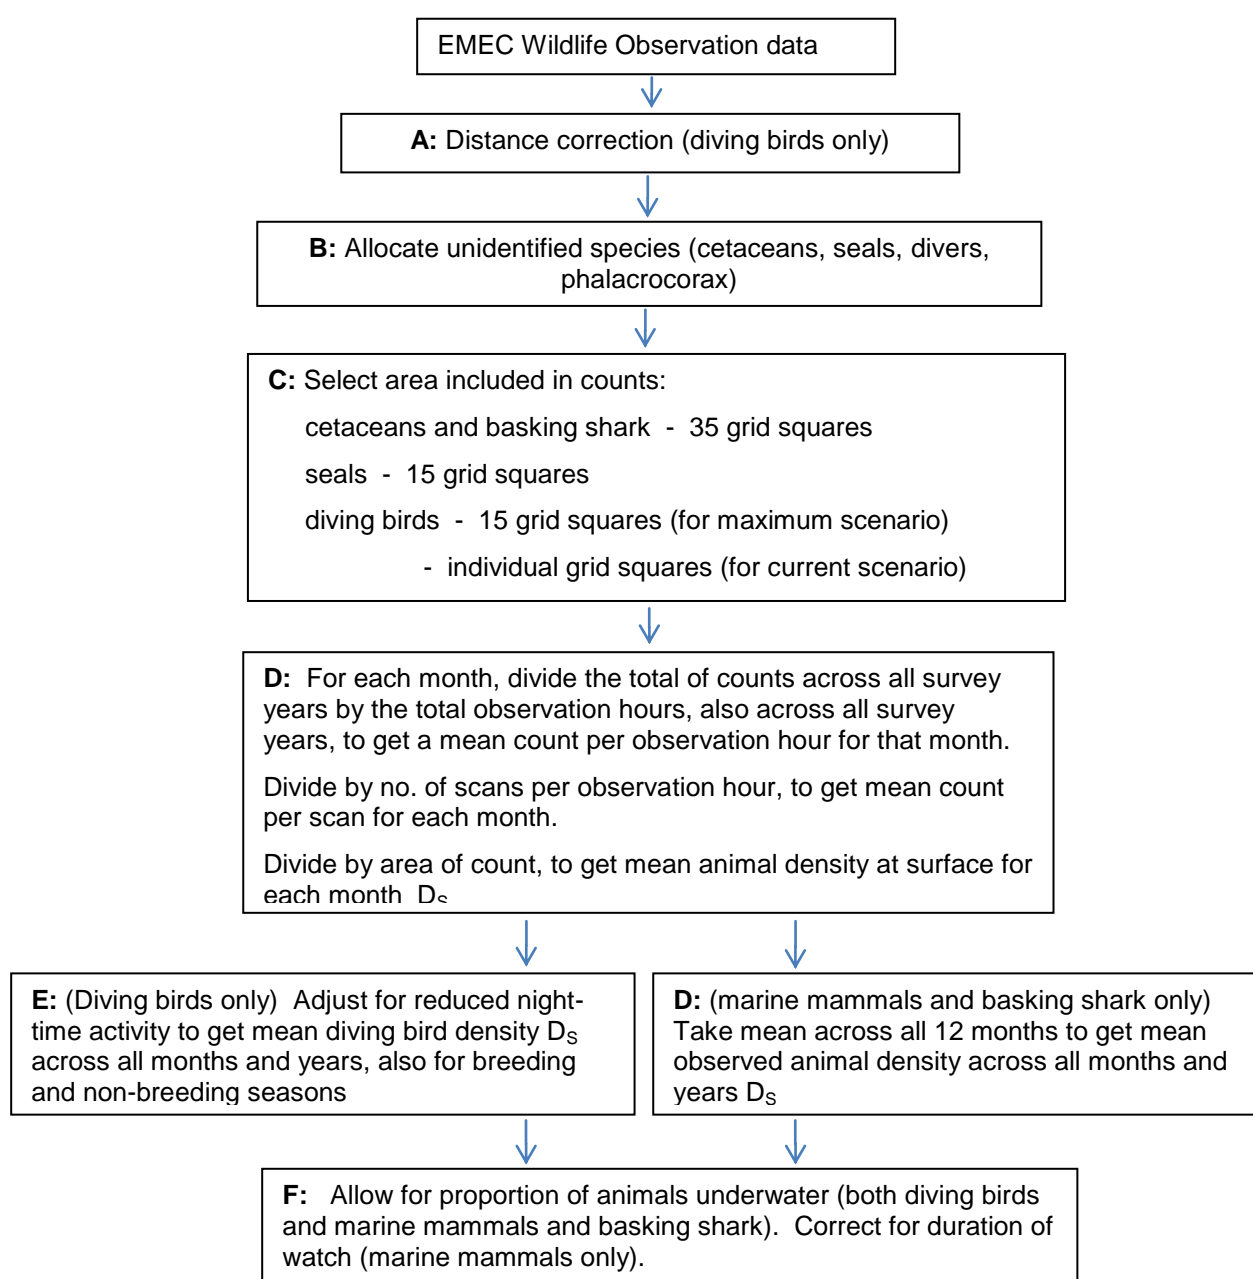 EMEC Wildlife Observation data
A: Distance correction (diving birds only)
B: Allocate unidentified species (cetaceans, seals, divers,
phalacrocorax)
C: Select area included in counts:
cetaceans and basking shark - 35 grid squares
seals - 15 grid squares
diving birds - 15 grid squares (for maximum scenario)
- individual grid squares (for current scenario)
D: For each month, divide the total of counts across all survey
years by the total observation hours, also across all survey
years, to get a mean count per observation hour for that month.
Divide by no. of scans per observation hour, to get mean count
per scan for each month.
Divide by area of count, to get mean animal density at surface for
each month DS
E: (Diving birds only) Adjust for reduced night-
time activity to get mean diving bird density DS
across all months and years, also for breeding
and non-breeding seasons
D: (marine mammals and basking shark only)
Take mean across all 12 months to get mean
observed animal density across all months and
years DS
F: Allow for proportion of animals underwater (both diving birds
and marine mammals and basking shark). Correct for duration of
watch (marine mammals only).